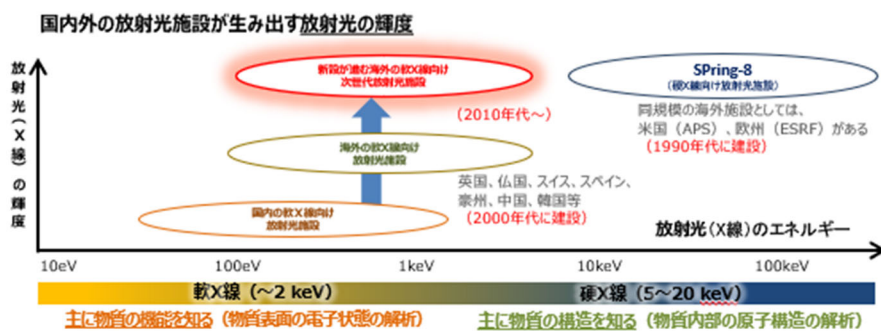 国内外の放射光施設が生み出す放射光の輝度
放射光(X線)の輝度
新設が進む海外の軟X線向け
次世代放射光施設
(2010年代~)
海外の軟X線向け
放射光施設
英国、仏国、スイス、スペイン、
豪州、中国、韓国等
(2000年代に建設)
国内の軟X線向け
放射光施設
SPring-8
(硬X線向け放射光施設)
同規模の海外施設としては、
米国(APS)、欧州(ESRF)がある
(1990年代に建設)
放射光(X線)のエネルギー
10eV 100eV 1keV 10keV 100keV
軟X線(~2 keV) 硬X線(5~20 keV)
主に物質の機能を知る(物質表面の電子状態の解析) 主に物質の構造を知る(物質内部の原子構造の解析)